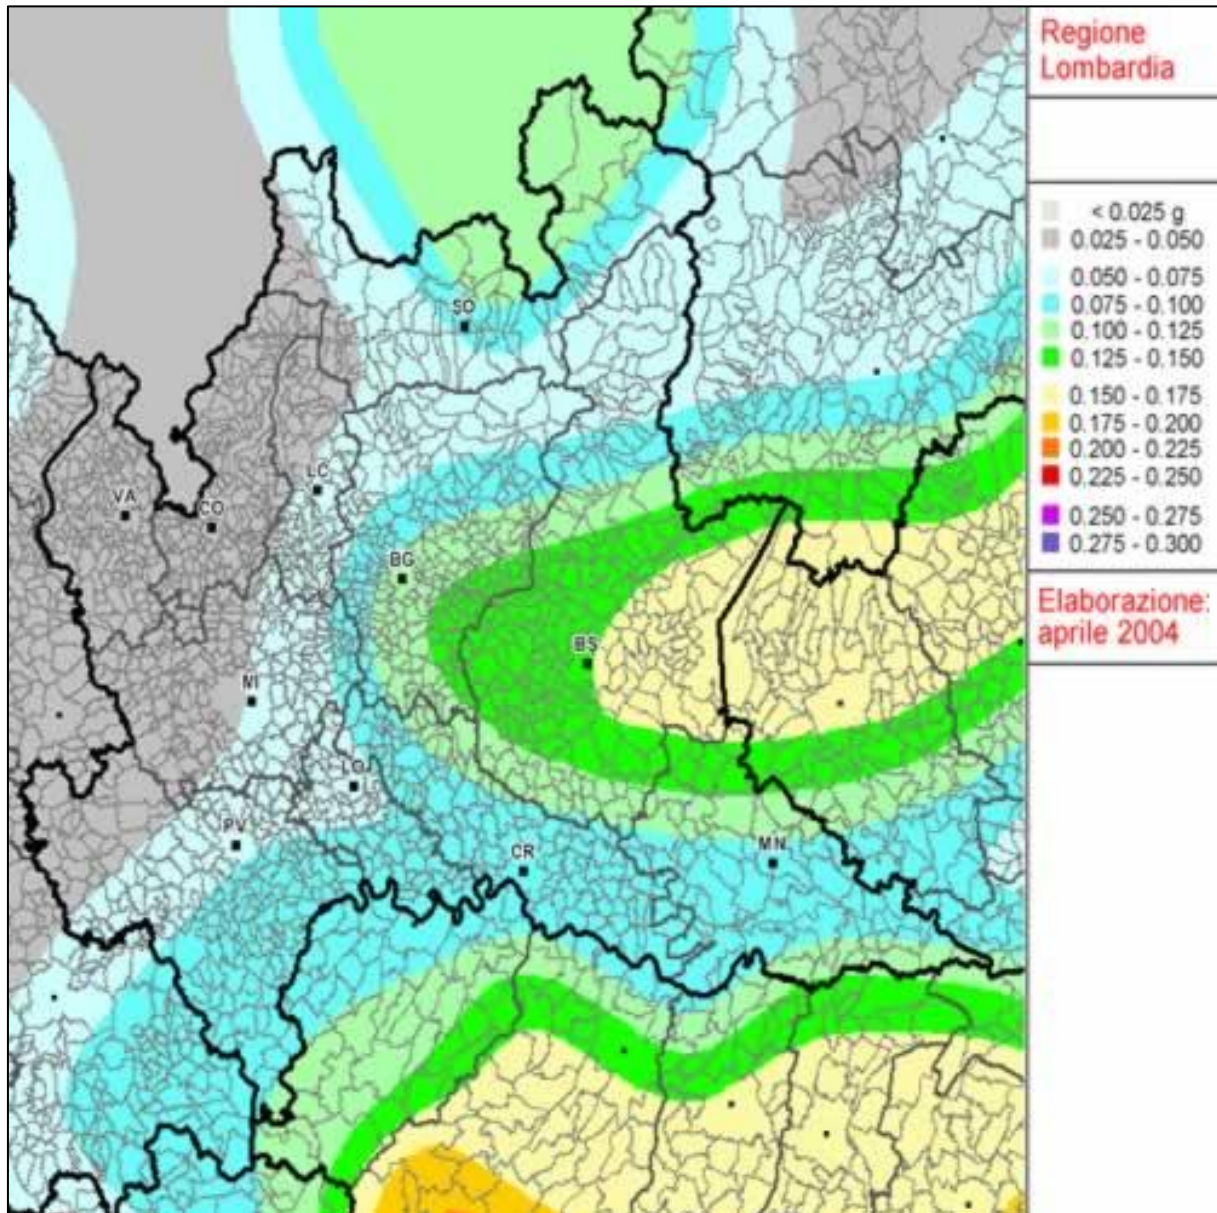 Regione
Lombardia
< 0.025 g
0.025 - 0.050
0.050 - 0.075
0.075 - 0.100
0.100 - 0.125
0.125 - 0.150
0.150 - 0.175
0.175 - 0.200
0.200 - 0.225
0.225 - 0.250
0.250 - 0.275
0.275 - 0.300
Elaborazione:
aprile 2004
SO
LC
VA
CO
BG
BS
MI
LO
PV
CR
MN